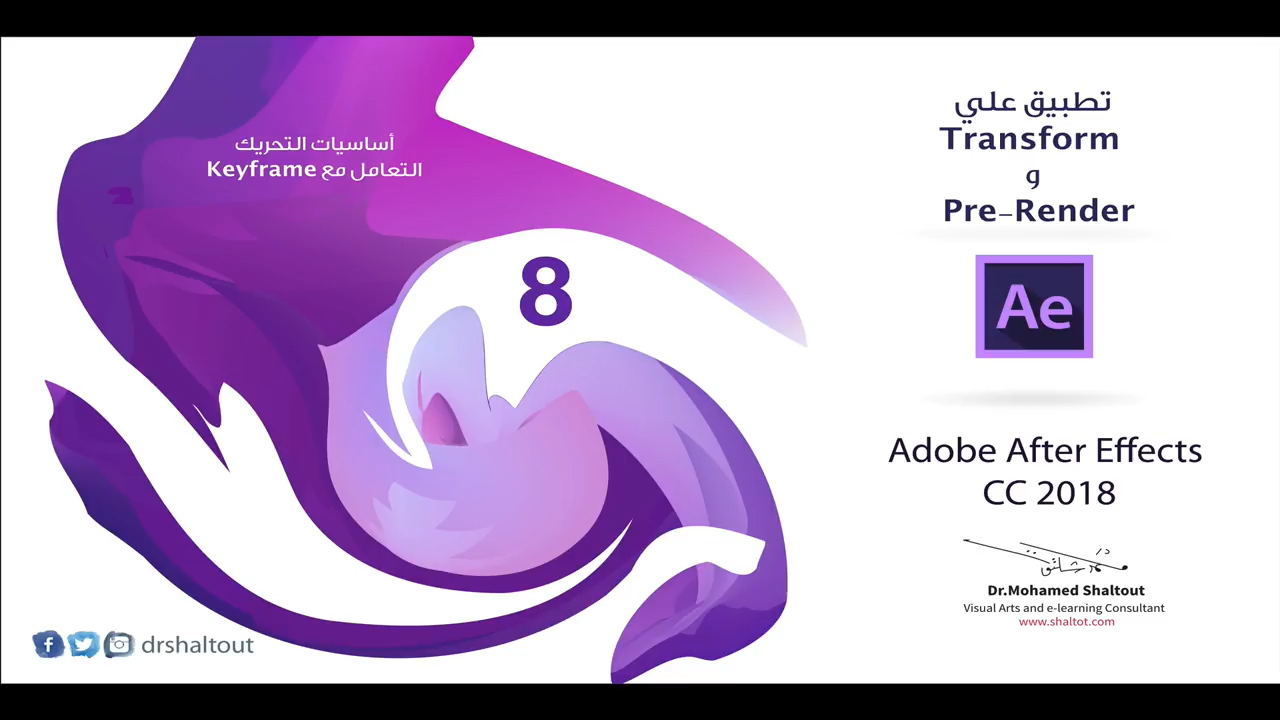 تطبيق علي
Transform
و
Pre-Render
أساسيات التحريك
التعامل مع Keyframe
8
Ae
Adobe After Effects
CC 2018
Dr.Mohamed Shaltout
Visual Arts and e-learning Consultant
www.shaltot.com
drshaltout